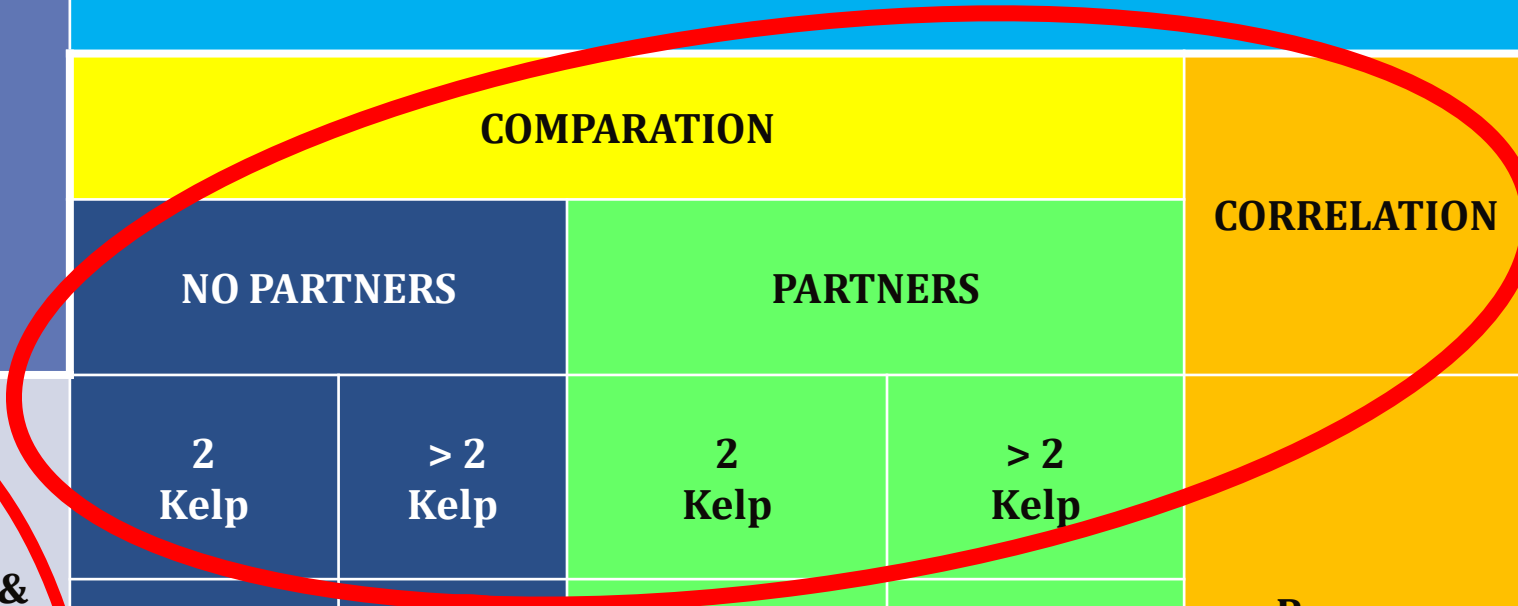 COMPARATION
CORRELATION
NO PARTNERS
PARTNERS
2
Kelp
> 2
Kelp
2
Kelp
> 2
Kelp
&